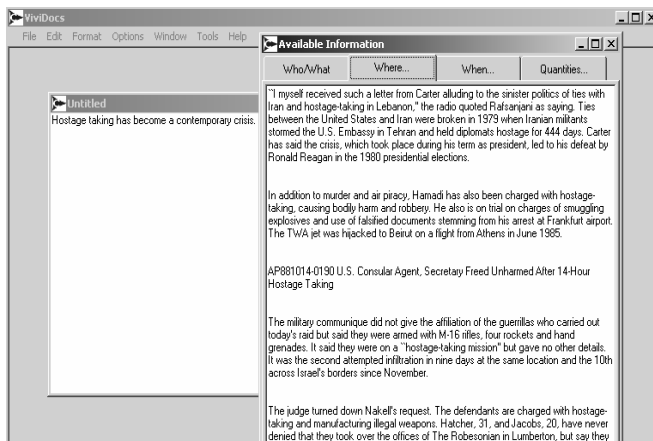 ViviDocs
File Edit Format Options Window Tools Help
Untitled
Hostage taking has become a contemporary crisis.
Available Information
Who/What Where... When... Quantities...
``I myself received such a letter from Carter alluding to the sinister politics of ties with
Iran and hostage-taking in Lebanon," the radio quoted Rafsanjani as saying. Ties
between the United States and Iran were broken in 1979 when Iranian militants
stormed the U.S. Embassy in Tehran and held diplomats hostage for 444 days. Carter
has said the crisis, which took place during his term as president, led to his defeat by
Ronald Reagan in the 1980 presidential elections.
In addition to murder and air piracy, Hamadi has also been charged with hostage-
taking, causing bodily harm and robbery. He also is on trial on charges of smuggling
explosives and use of falsified documents stemming from his arrest at Frankfurt airport.
The TWA jet was hijacked to Beirut on a flight from Athens in June 1985.
AP881014-0190 U.S. Consular Agent, Secretary Freed Unharmed After 14-Hour
Hostage Taking
The military communique did not give the affiliation of the guerrillas who carried out
today's raid but said they were armed with M-16 rifles, four rockets and hand
grenades. It said they were on a ``hostage-taking mission" but gave no other details.
It was the second attempted infiltration in nine days at the same location and the 10th
across Israel's borders since November.
The judge turned down Nakell's request. The defendants are charged with hostage-
taking and manufacturing illegal weapons. Hatcher, 31, and Jacobs, 20, have never
denied that they took over the offices of The Robesonian in Lumberton, but say they